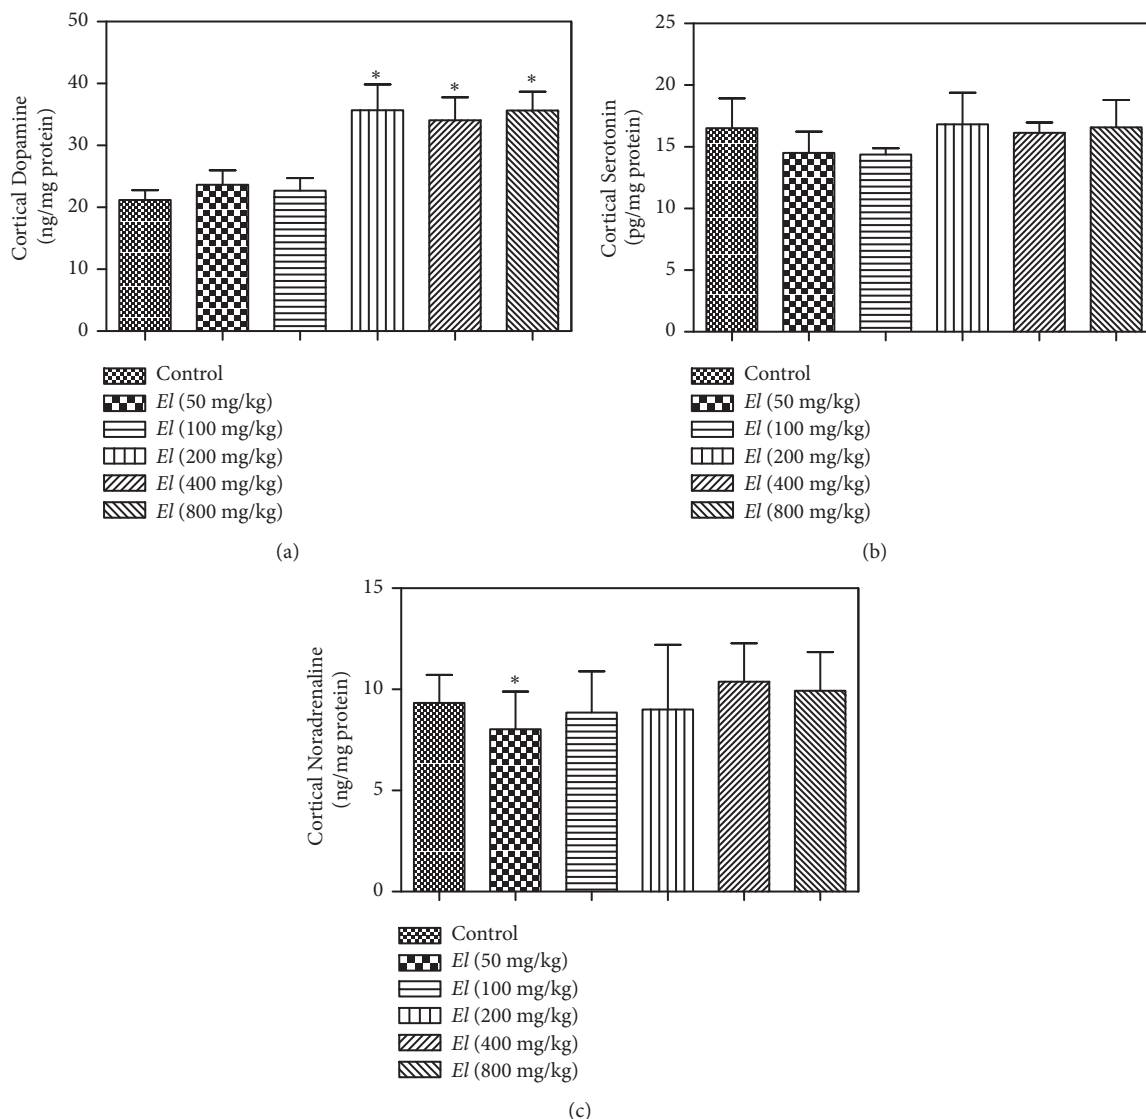 50
40
30
20
10
0
Cortical Dopamine
(ng/mg protein)
*
*
*
Control
El (50 mg/kg)
El (100 mg/kg)
El (200 mg/kg)
El (400 mg/kg)
El (800 mg/kg)
(a)
25
20
15
10
5
0
Cortical Serotonin
(pg/mg protein)
Control
El (50 mg/kg)
El (100 mg/kg)
El (200 mg/kg)
El (400 mg/kg)
El (800 mg/kg)
(b)
15
10
5
0
Cortical Noradrenaline
(ng/mg protein)
*
Control
El (50 mg/kg)
El (100 mg/kg)
El (200 mg/kg)
El (400 mg/kg)
El (800 mg/kg)
(c)